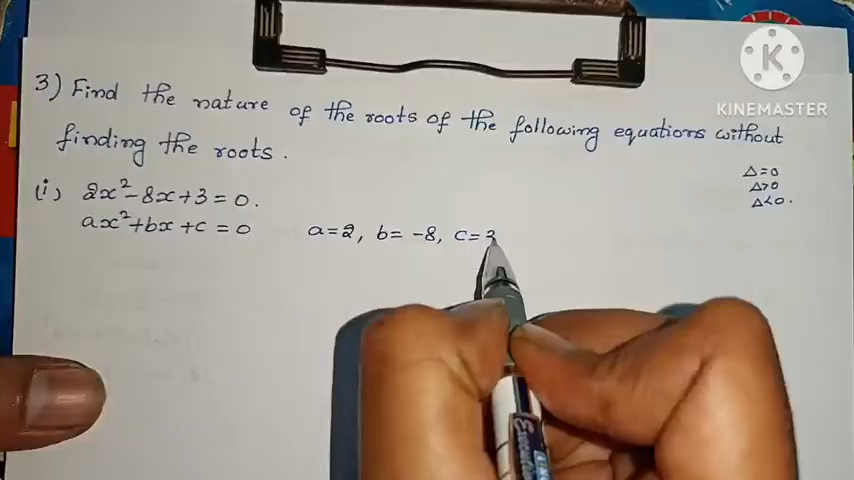 KINEMASTER
3) Find the nature of the roots of the following equations without
finding the roots.
Δ=0
Δ>0
Δ<0.
(i) 2x²-8x+3=0.
ax²+bx+c=0 a=2, b= -8, c=3